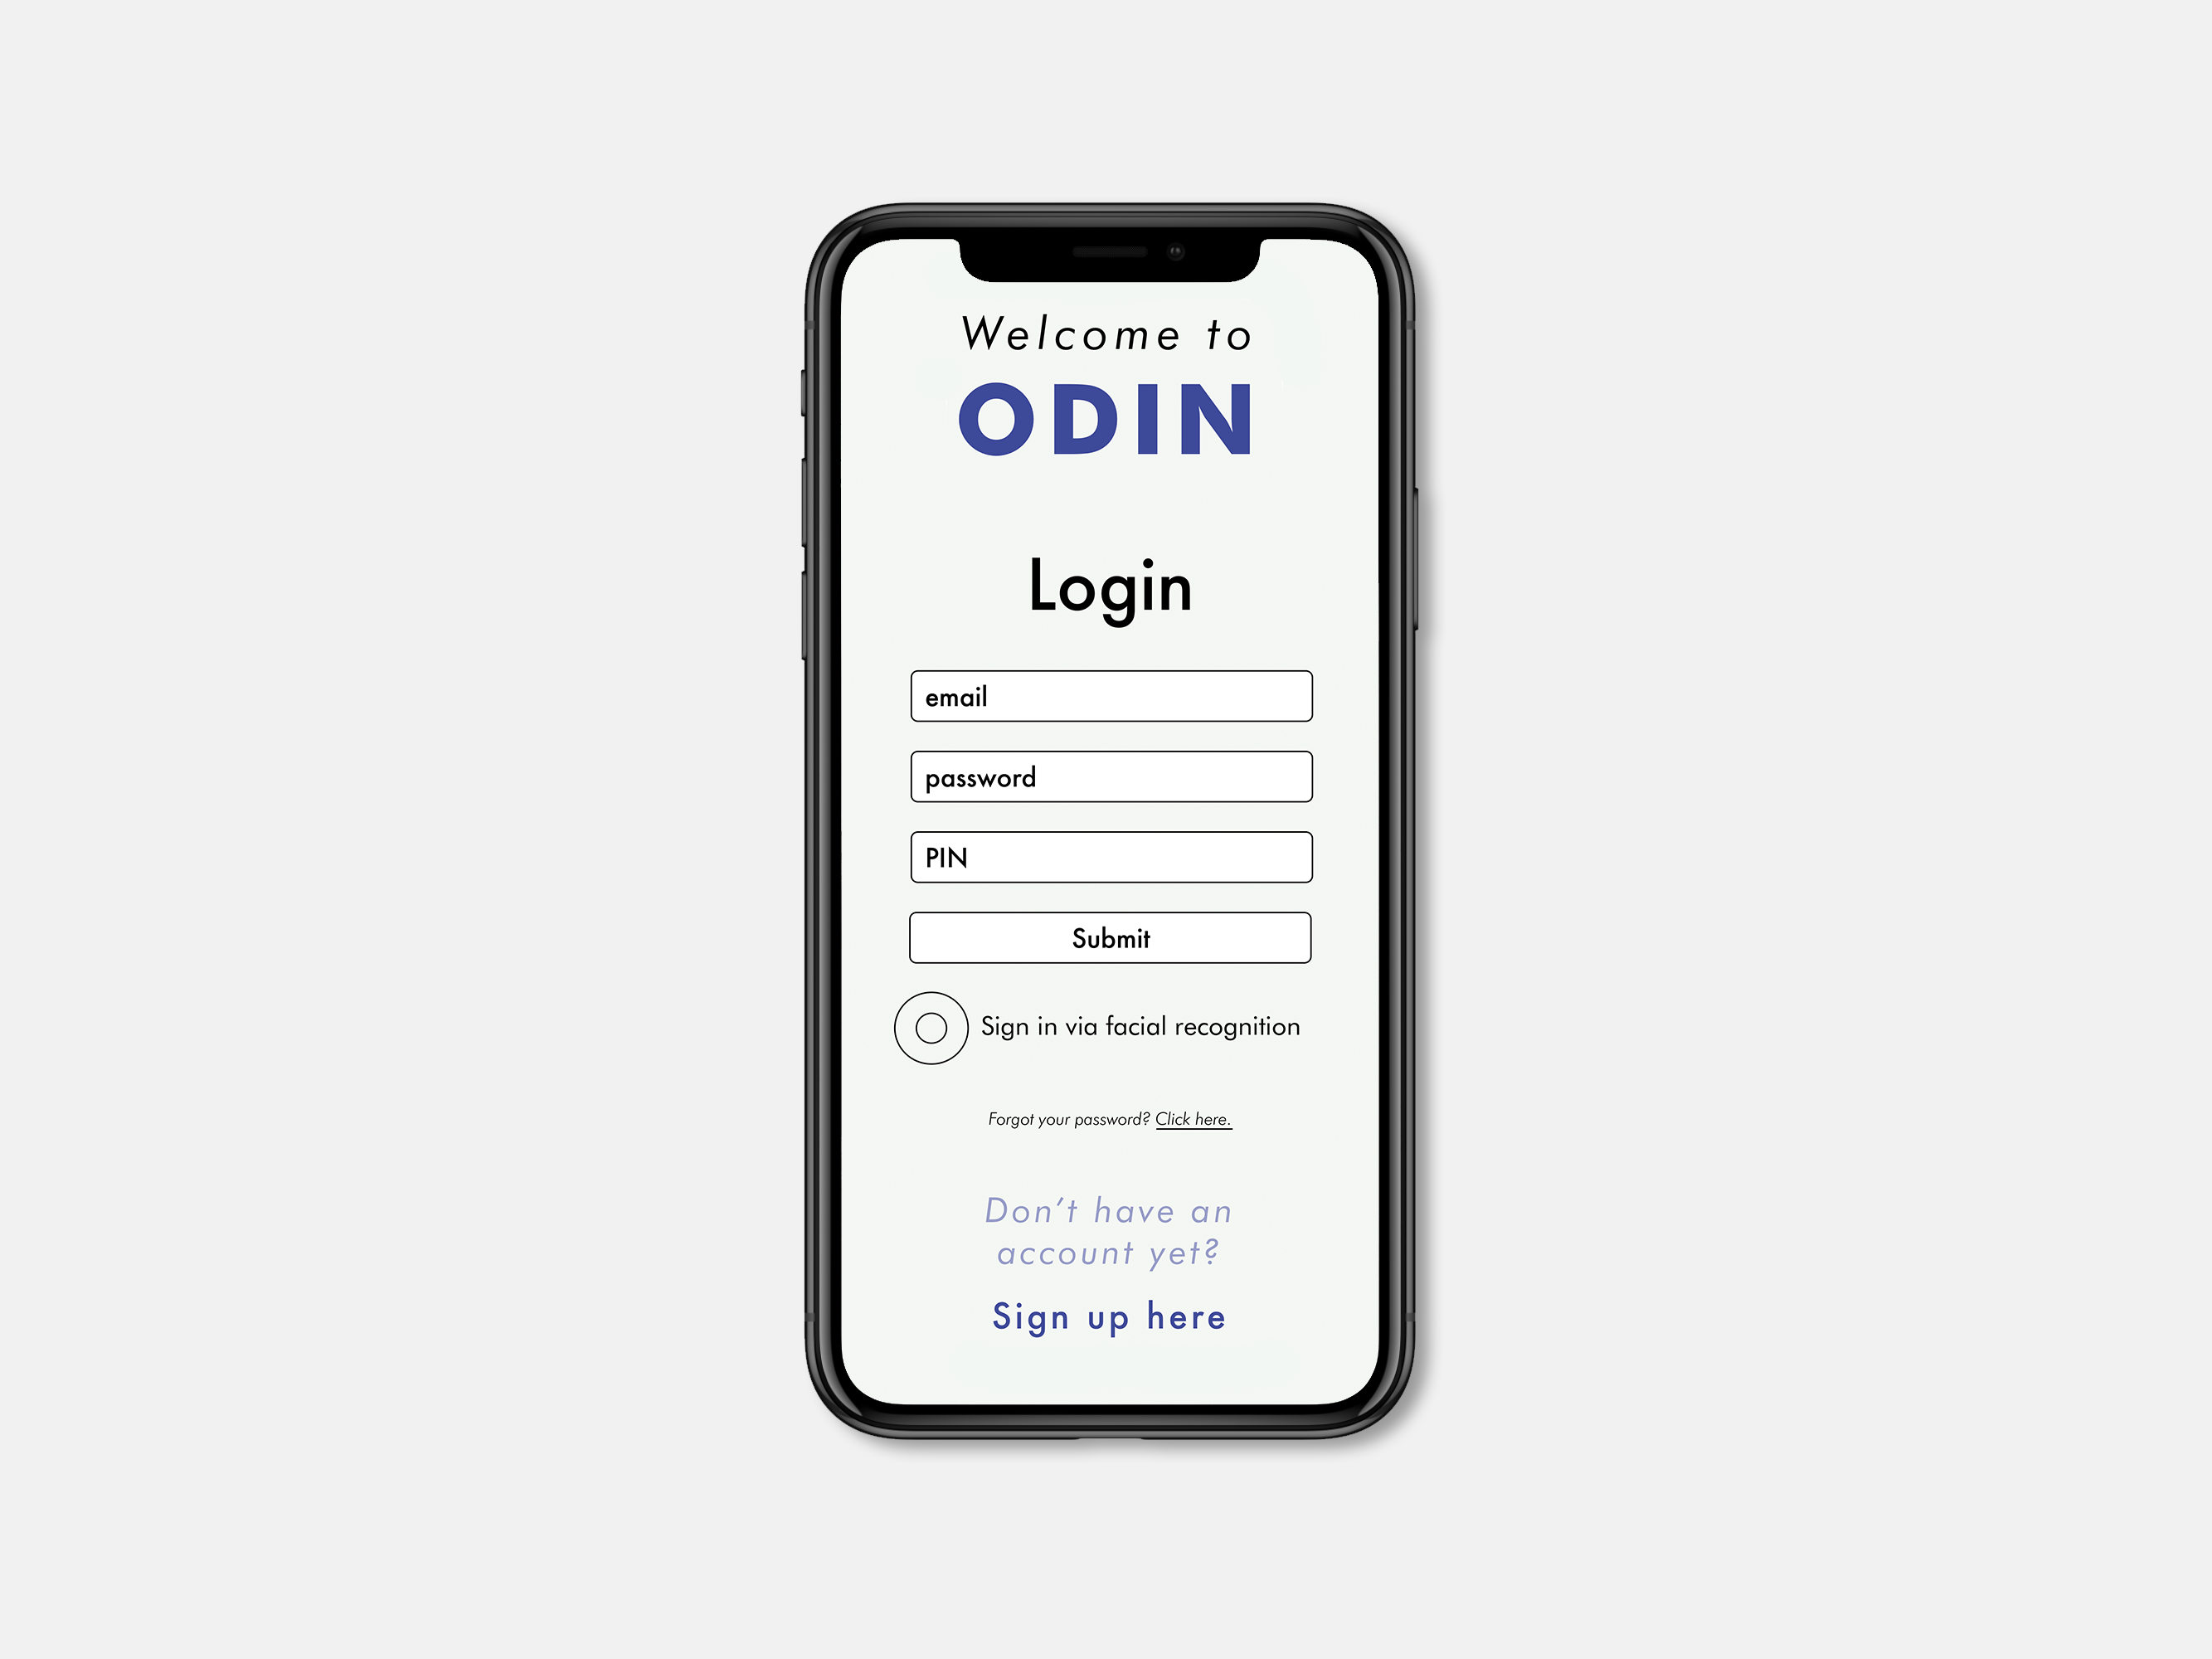 Welcome to
ODIN
Login
email
password
PIN
Submit
Sign in via facial recognition
Forgot your password? Click here.
Don't have an
account yet?
Sign up here